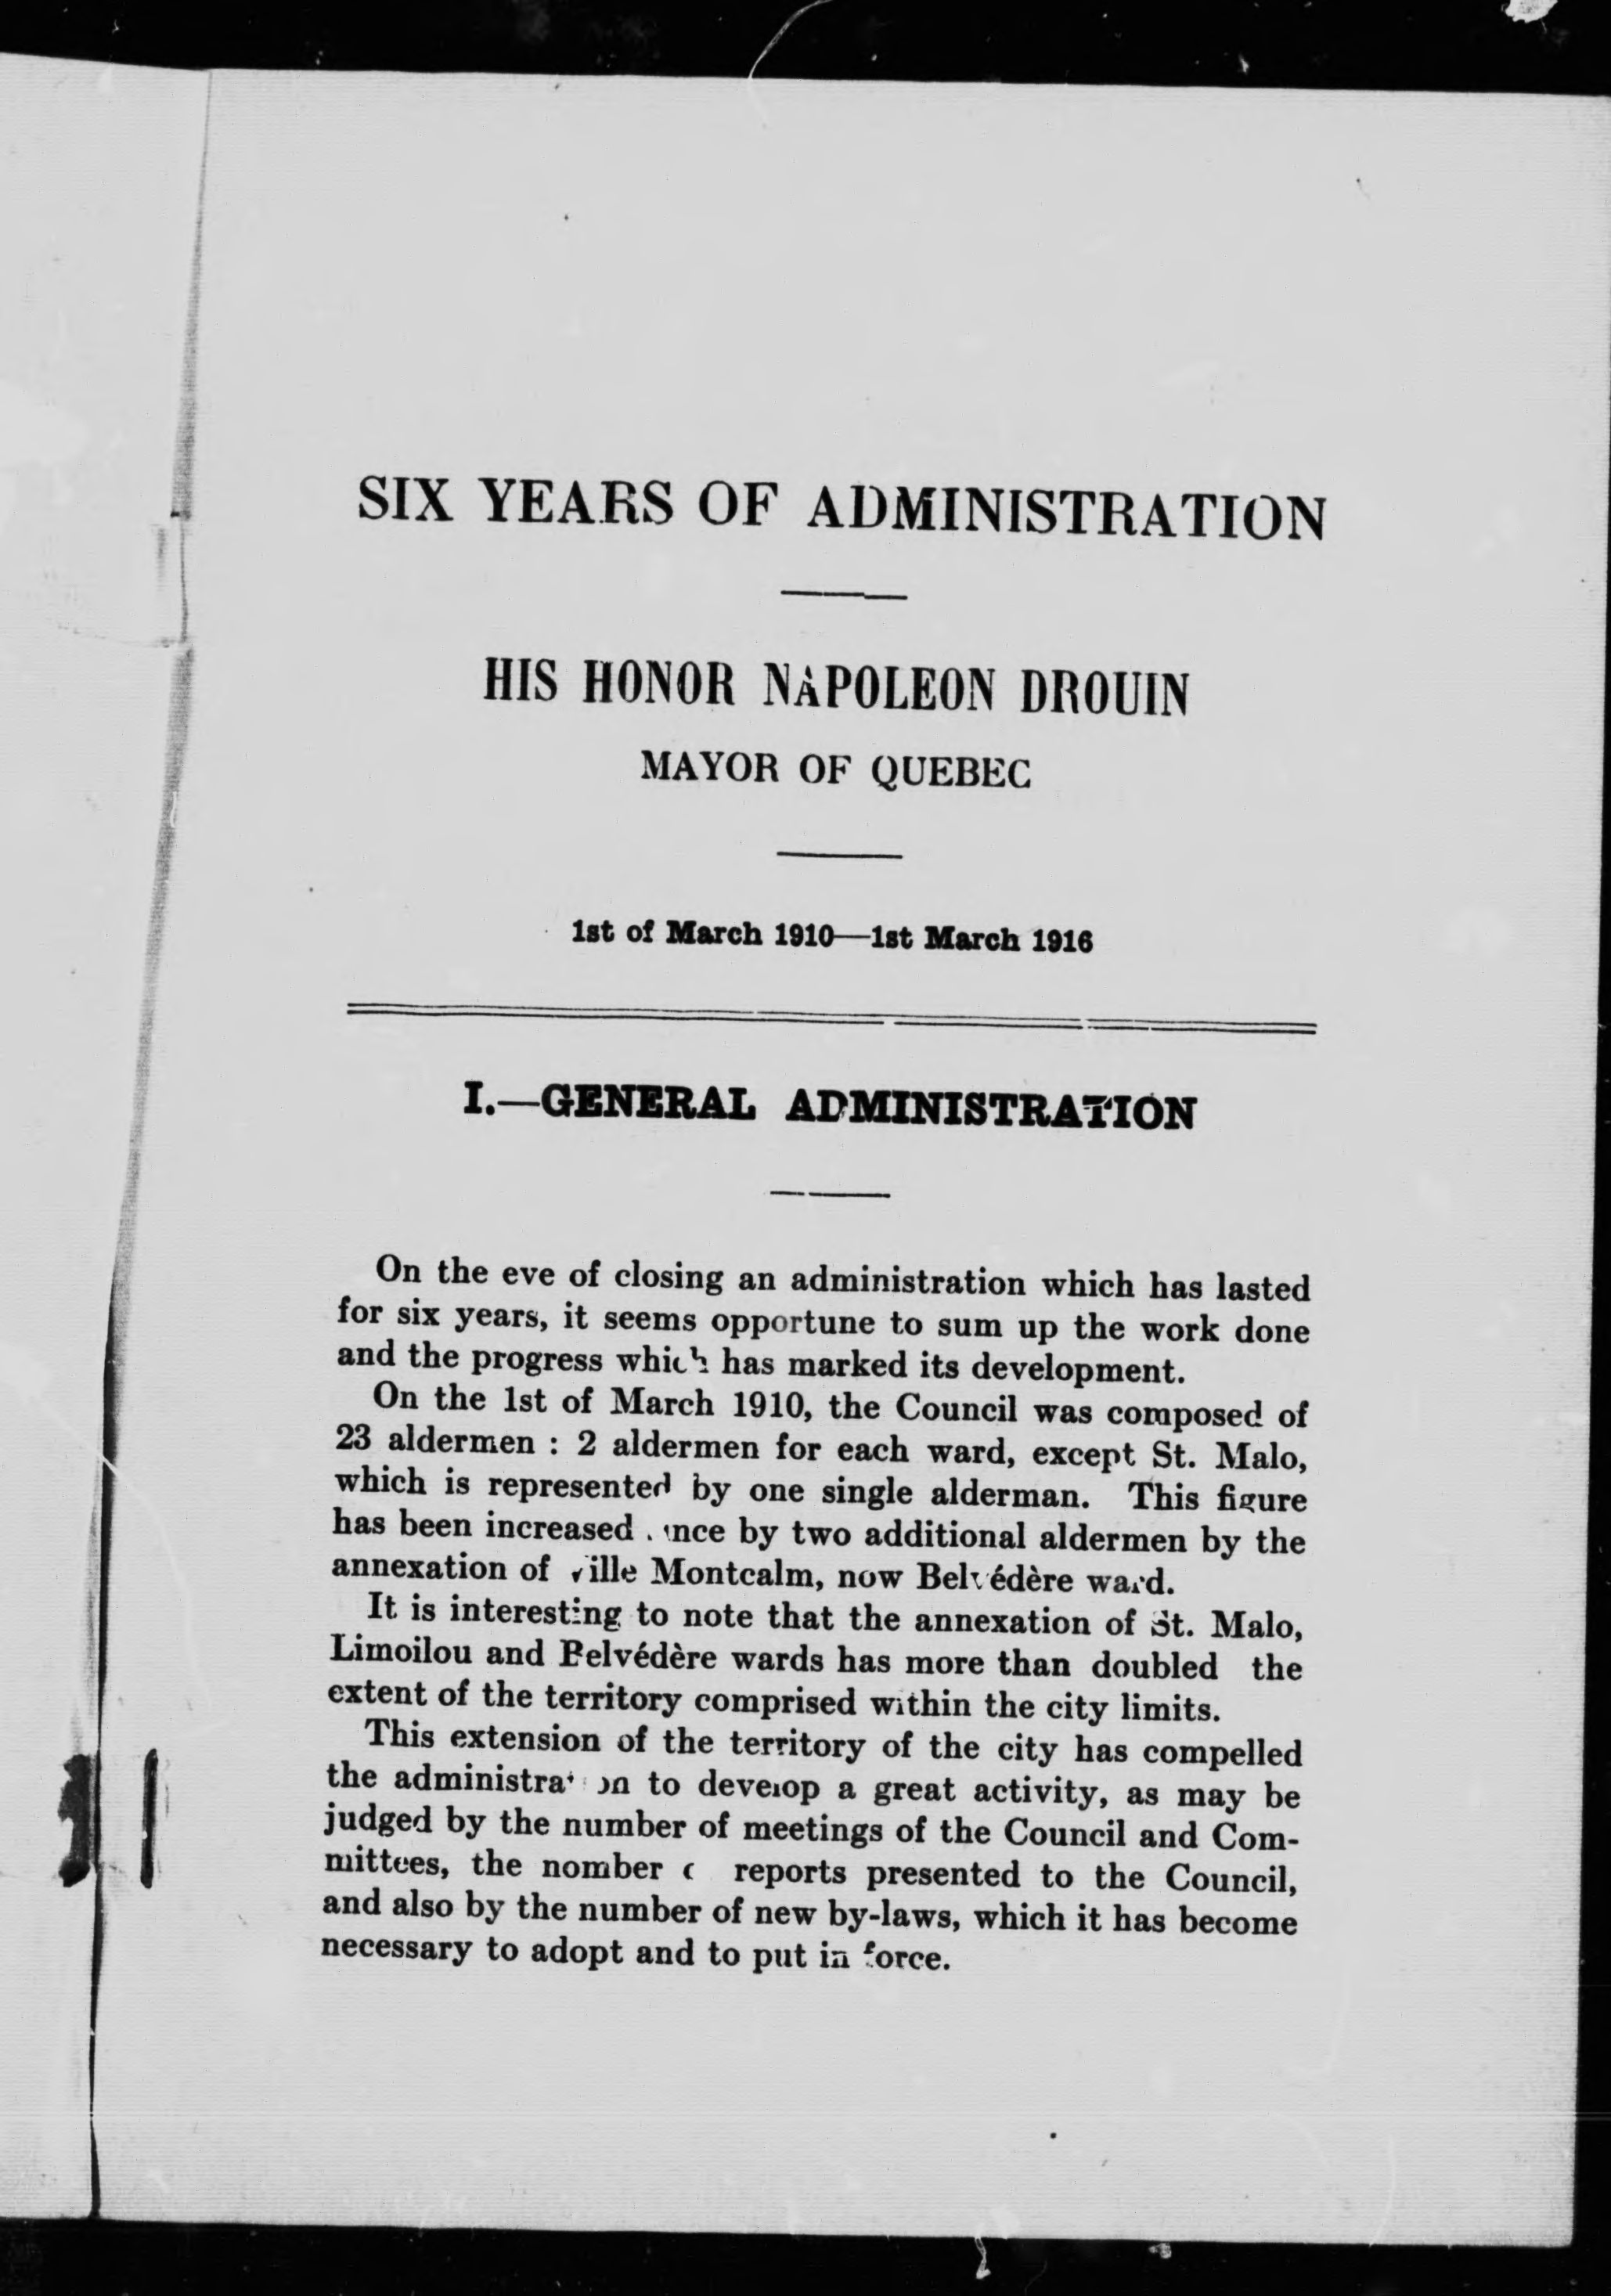 SIX YEARS OF ADMINISTRATION
HIS HONOR NAPOLEON DROUIN
MAYOR OF QUEBEC
1st of March 1910—1st March 1916
I.—GENERAL ADMINISTRATION
On the eve of closing an administration which has lasted
for six years, it seems opportune to sum up the work done
and the progress which has marked its development.
On the 1st of March 1910, the Council was composed of
23 aldermen : 2 aldermen for each ward, except St. Malo,
which is represented by one single alderman. This figure
has been increased by two additional aldermen by the
annexation of ville Montcalm, now Belvédère ward.
It is interesting to note that the annexation of St. Malo,
Limoilou and Belvédère wards has more than doubled the
extent of the territory comprised within the city limits.
This extension of the territory of the city has compelled
the administration to develop a great activity, as may be
judged by the number of meetings of the Council and Com-
mittees, the nomber reports presented to the Council,
and also by the number of new by-laws, which it has become
necessary to adopt and to put in force.